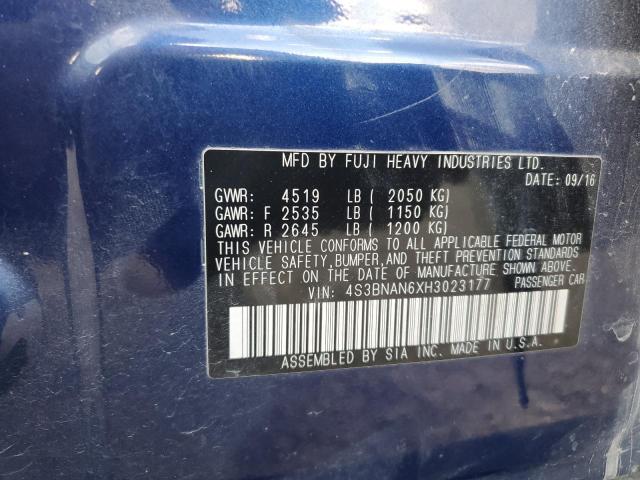 MFD BY FUJI HEAVY INDUSTRIES LTD.
DATE: 09/16
GVWR: 4519 LB ( 2050 KG)
GAWR: F 2535 LB ( 1150 KG)
GAWR: R 2645 LB ( 1200 KG)
THIS VEHICLE CONFORMS TO ALL APPLICABLE FEDERAL MOTOR
VEHICLE SAFETY, BUMPER, AND THEFT PREVENTION STANDARDS
IN EFFECT ON THE DATE OF MANUFACTURE SHOWN ABOVE.
VIN: 4S3BNAN6XH3023177 PASSENGER CAR
ASSEMBLED BY SIA INC. MADE IN U.S.A.